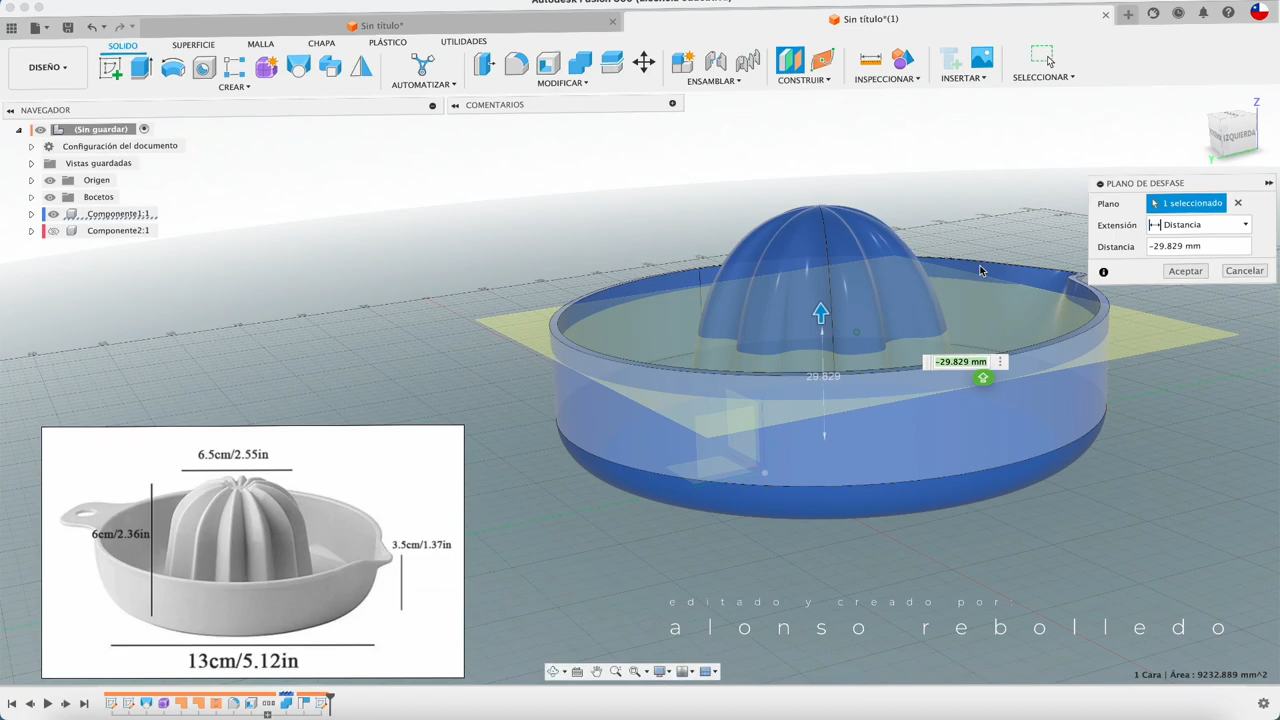 Sin título*
Sin título*(1)
DISEÑO
SOLIDO
SUPERFICIE
MALLA
CHAPA
PLÁSTICO
UTILIDADES
CREAR
AUTOMATIZAR
MODIFICAR
ENSAMBLAR
CONSTRUIR
INSPECCIONAR
INSERTAR
SELECCIONAR
NAVEGADOR
COMENTARIOS
(Sin guardar)
Configuración del documento
Vistas guardadas
Origen
Bocetos
Componente1:1
Componente2:1
Z
IZQUIERDA
Y
PLANO DE DESFASE
Plano
1 seleccionado
Extensión
Distancia
Distancia
-29.829 mm
Aceptar
Cancelar
-29.829 mm
29.829
6.5cm/2.55in
6cm/2.36in
3.5cm/1.37in
13cm/5.12in
editado y creado por:
alonso rebolledo
1 Cara | Área : 9232.889 mm^2